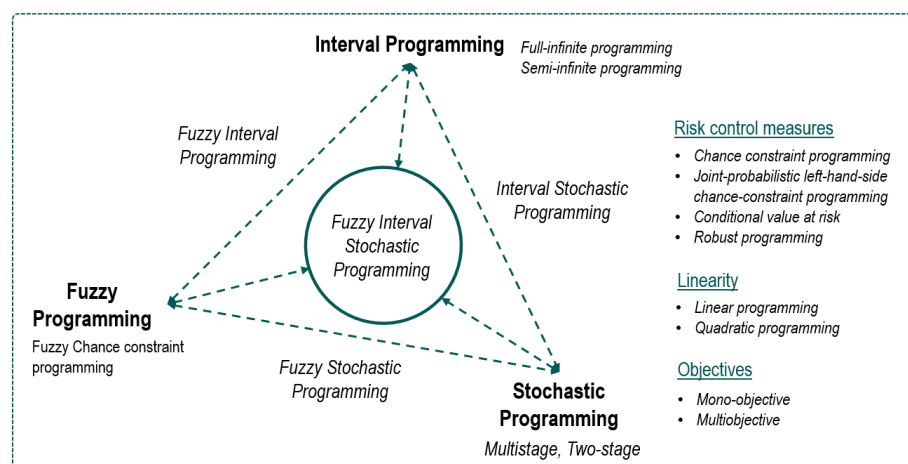 Interval Programming
Full-infinite programming
Semi-infinite programming
Fuzzy Interval
Programming
Interval Stochastic
Programming
Fuzzy Interval
Stochastic
Programming
Fuzzy
Programming
Fuzzy Chance constraint
programming
Fuzzy Stochastic
Programming
Stochastic
Programming
Multistage, Two-stage
Risk control measures
• Chance constraint programming
• Joint-probabilistic left-hand-side
chance-constraint programming
• Conditional value at risk
• Robust programming
Linearity
• Linear programming
• Quadratic programming
Objectives
• Mono-objective
• Multiobjective